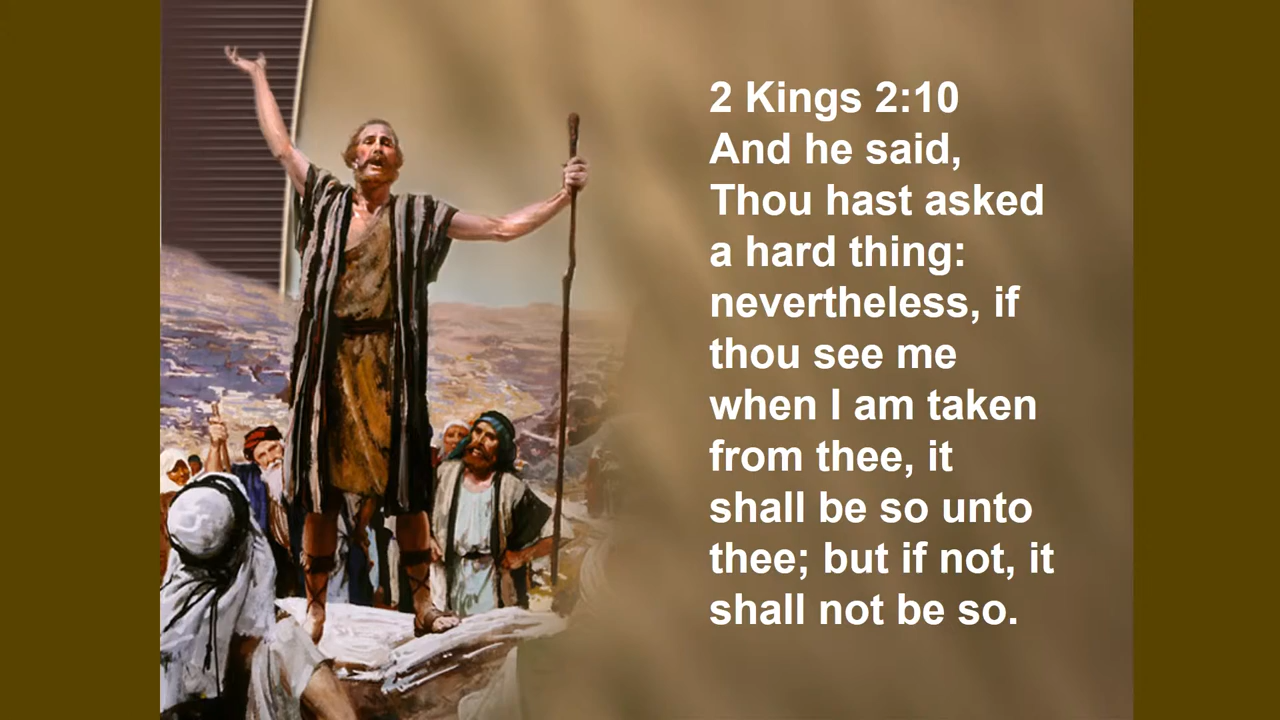 2 Kings 2:10
And he said,
Thou hast asked
a hard thing:
nevertheless, if
thou see me
when I am taken
from thee, it
shall be so unto
thee; but if not, it
shall not be so.